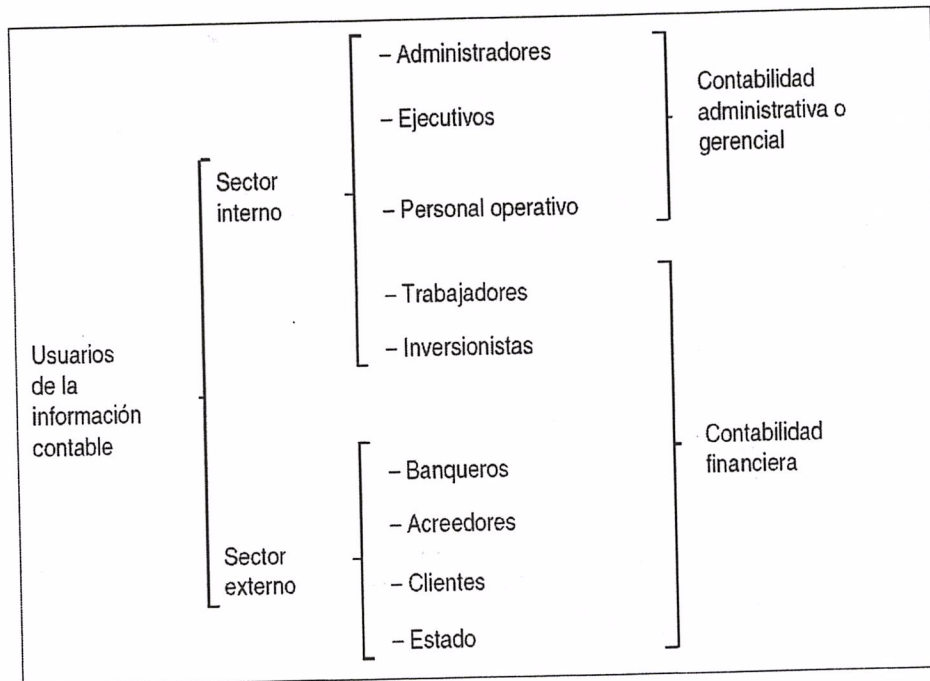 Usuarios
de la
información
contable
Sector
interno
– Administradores
– Ejecutivos
– Personal operativo
– Trabajadores
– Inversionistas
Sector
externo
– Banqueros
– Acreedores
– Clientes
– Estado
Contabilidad
administrativa o
gerencial
Contabilidad
financiera